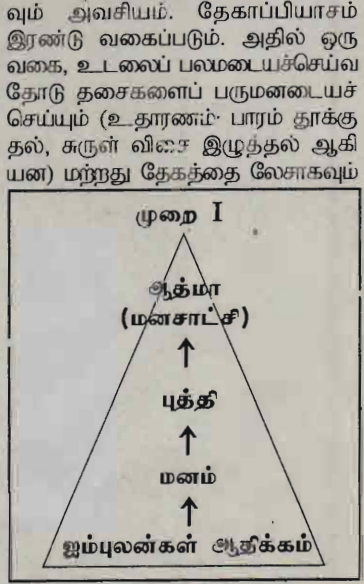 வும் அவசியம். தேகாப்பியாசம்
இரண்டு வகைப்படும். அதில் ஒரு
வகை, உடலைப் பலமடையச்செய்வ
தோடு தசைகளைப் பருமனடையச்
செய்யும் (உதாரணம்- பாரம் தூக்கு
தல், சுருள் விசை இழுத்தல் ஆகி
யன) மற்றது தேகத்தை லேசாகவும்
முறை I
ஆத்மா
(மனசாட்சி)
↑
புத்தி
↑
மனம்
↑
ஐம்புலன்கள் ஆதிக்கம்